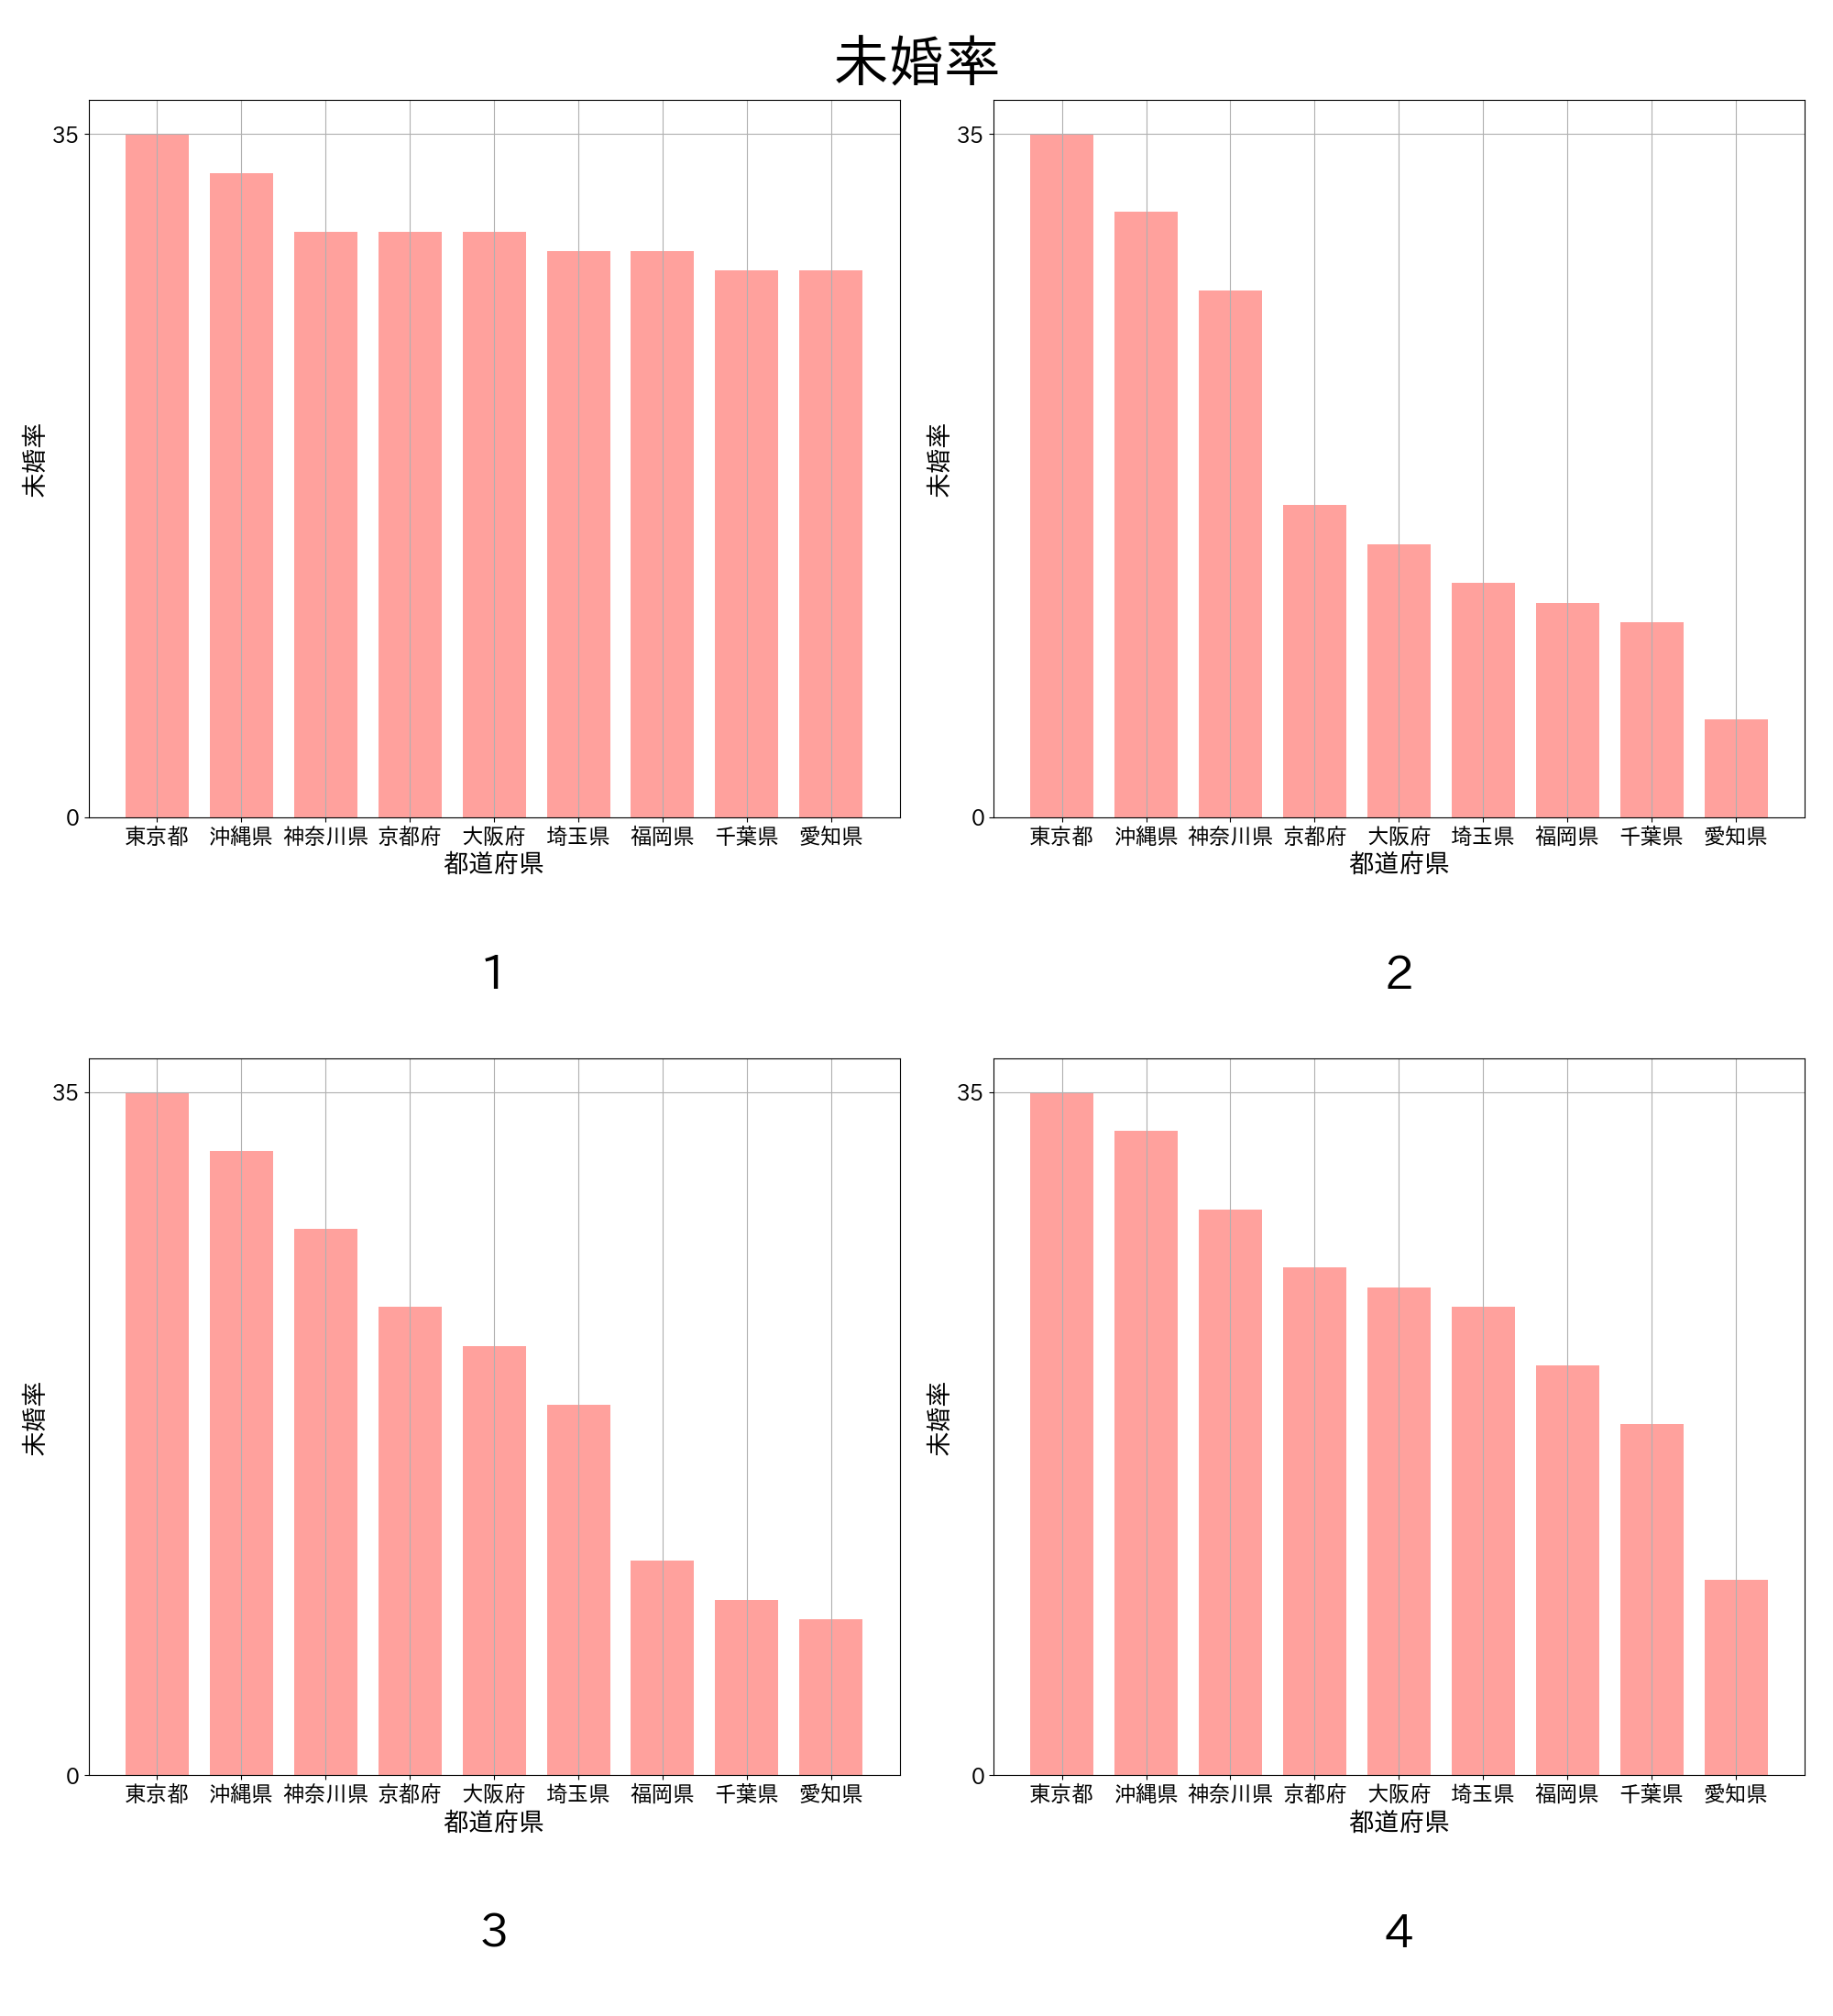 未婚率
35
0
未婚率
東京都 沖縄県 神奈川県 京都府 大阪府 埼玉県 福岡県 千葉県 愛知県
都道府県
1
35
0
未婚率
東京都 沖縄県 神奈川県 京都府 大阪府 埼玉県 福岡県 千葉県 愛知県
都道府県
2
35
0
未婚率
東京都 沖縄県 神奈川県 京都府 大阪府 埼玉県 福岡県 千葉県 愛知県
都道府県
3
35
0
未婚率
東京都 沖縄県 神奈川県 京都府 大阪府 埼玉県 福岡県 千葉県 愛知県
都道府県
4